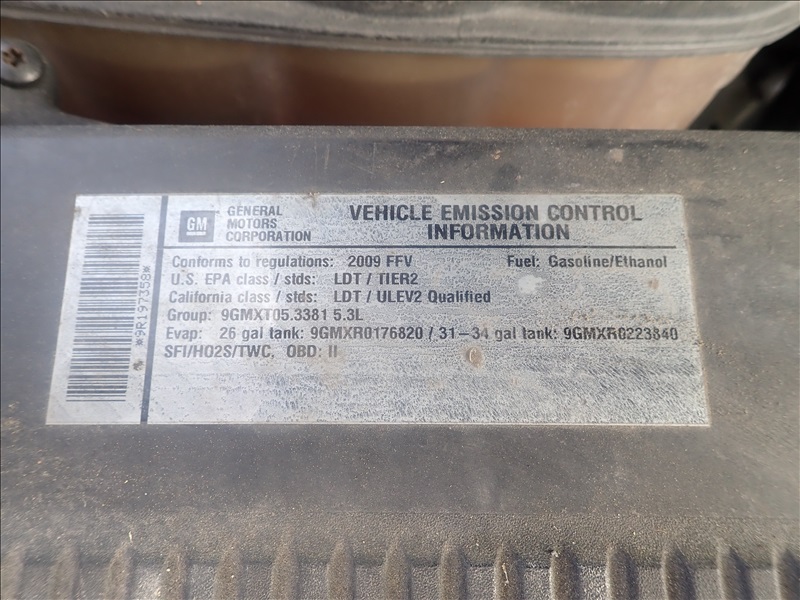 *9R197358*
GM
GENERAL
MOTORS
CORPORATION
VEHICLE EMISSION CONTROL
INFORMATION
Conforms to regulations: 2009 FFV Fuel: Gasoline/Ethanol
U.S. EPA class / stds: LDT / TIER2
California class / stds: LDT / ULEV2 Qualified
Group: 9GMXT05.3381 5.3L
Evap: 26 gal tank: 9GMXR0176820 / 31-34 gal tank: 9GMXR0223840
SFI/HO2S/TWC, OBD: II